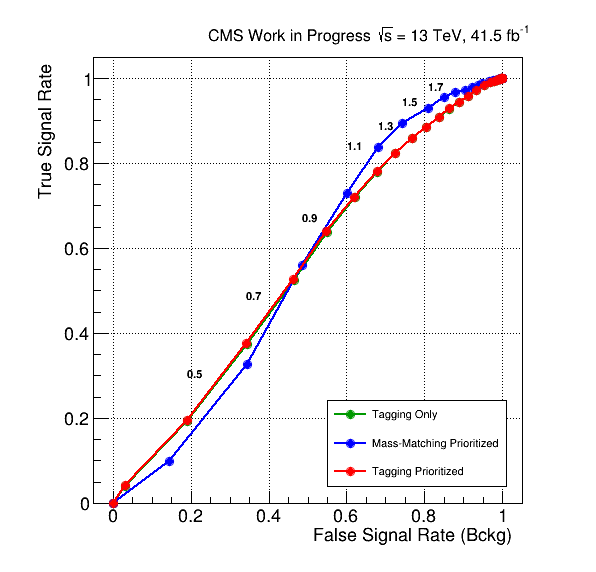 CMS Work in Progress √s = 13 TeV, 41.5 fb⁻¹
True Signal Rate
1
0.8
0.6
0.4
0.2
0
1.7
1.5
1.3
1.1
0.9
0.7
0.5
Tagging Only
Mass-Matching Prioritized
Tagging Prioritized
0 0.2 0.4 0.6 0.8 1
False Signal Rate (Bckg)